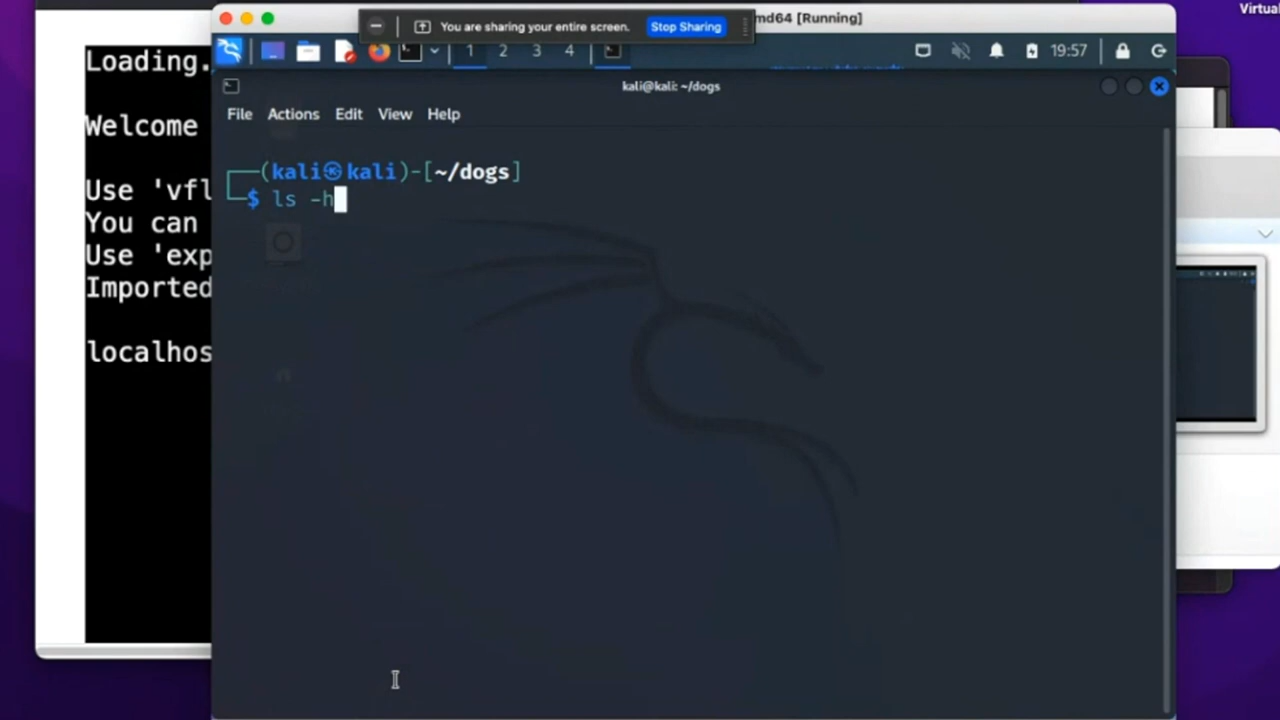 Virtual
You are sharing your entire screen. Stop Sharing
md64 [Running]
1 2 3 4
19:57
kali@kali: ~/dogs
File Actions Edit View Help
(kali㉿kali)-[~/dogs]
$ ls -h
Loading.
Welcome
Use 'vfl
You can
Use 'exp
Imported
localhos